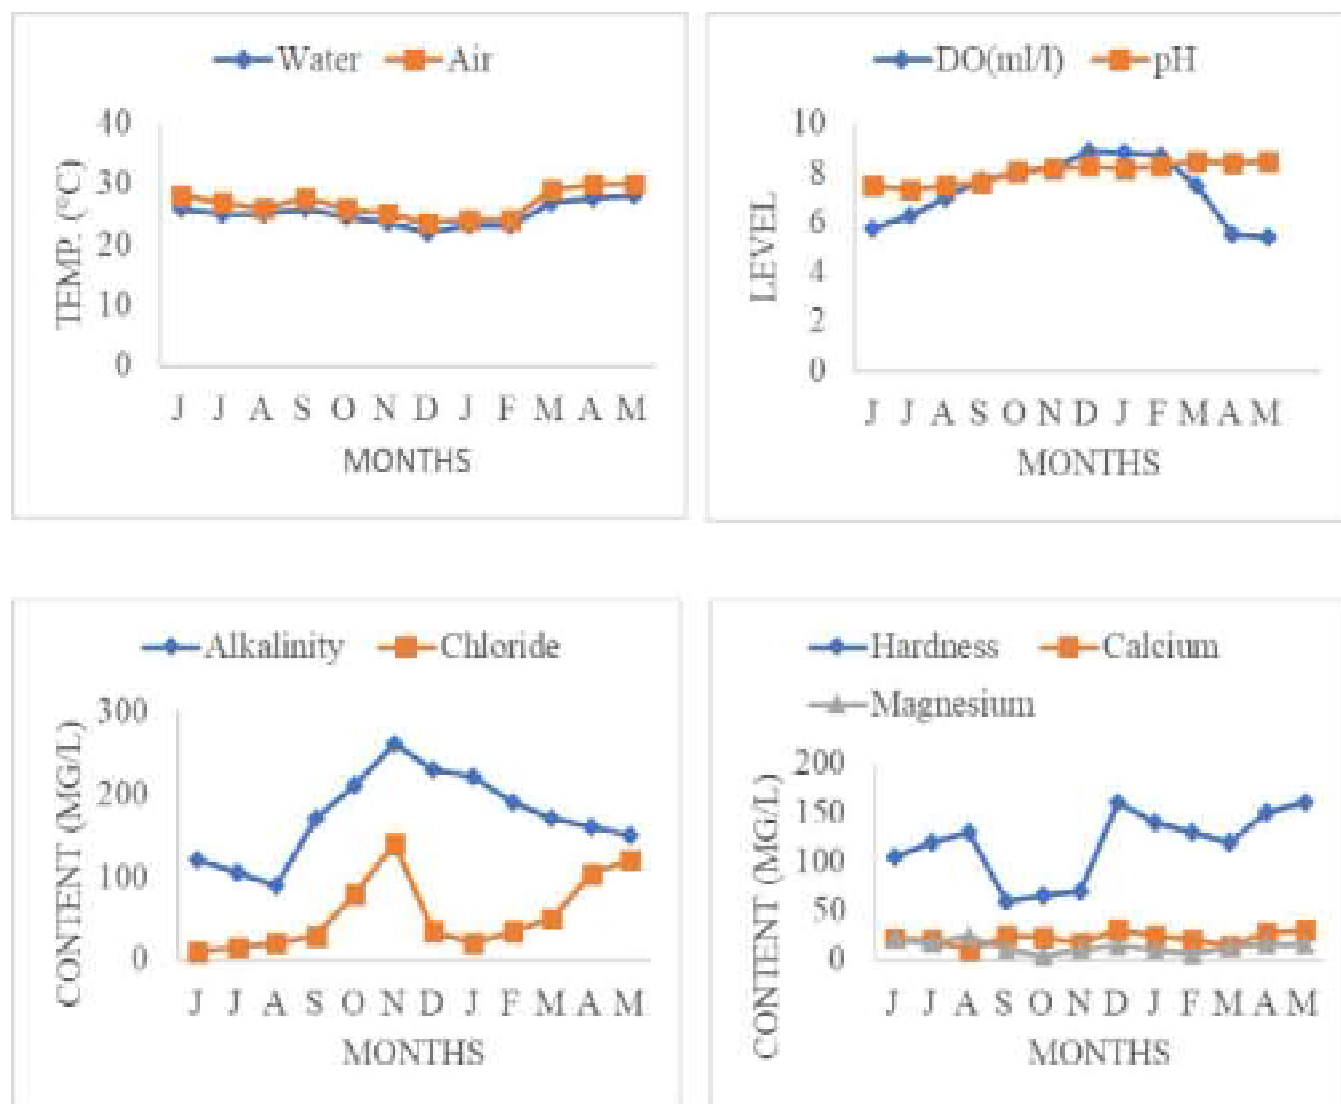 Water Air
TEMP. (°C)
40
30
20
10
0
J J A S O N D J F M A M
MONTHS
DO(ml/l) pH
LEVEL
10
8
6
4
2
0
J J A S O N D J F M A M
MONTHS
Alkalinity Chloride
CONTENT (MG/L)
300
200
100
0
J J A S O N D J F M A M
MONTHS
Hardness Calcium
Magnesium
CONTENT (MG/L)
200
150
100
50
0
J J A S O N D J F M A M
MONTHS